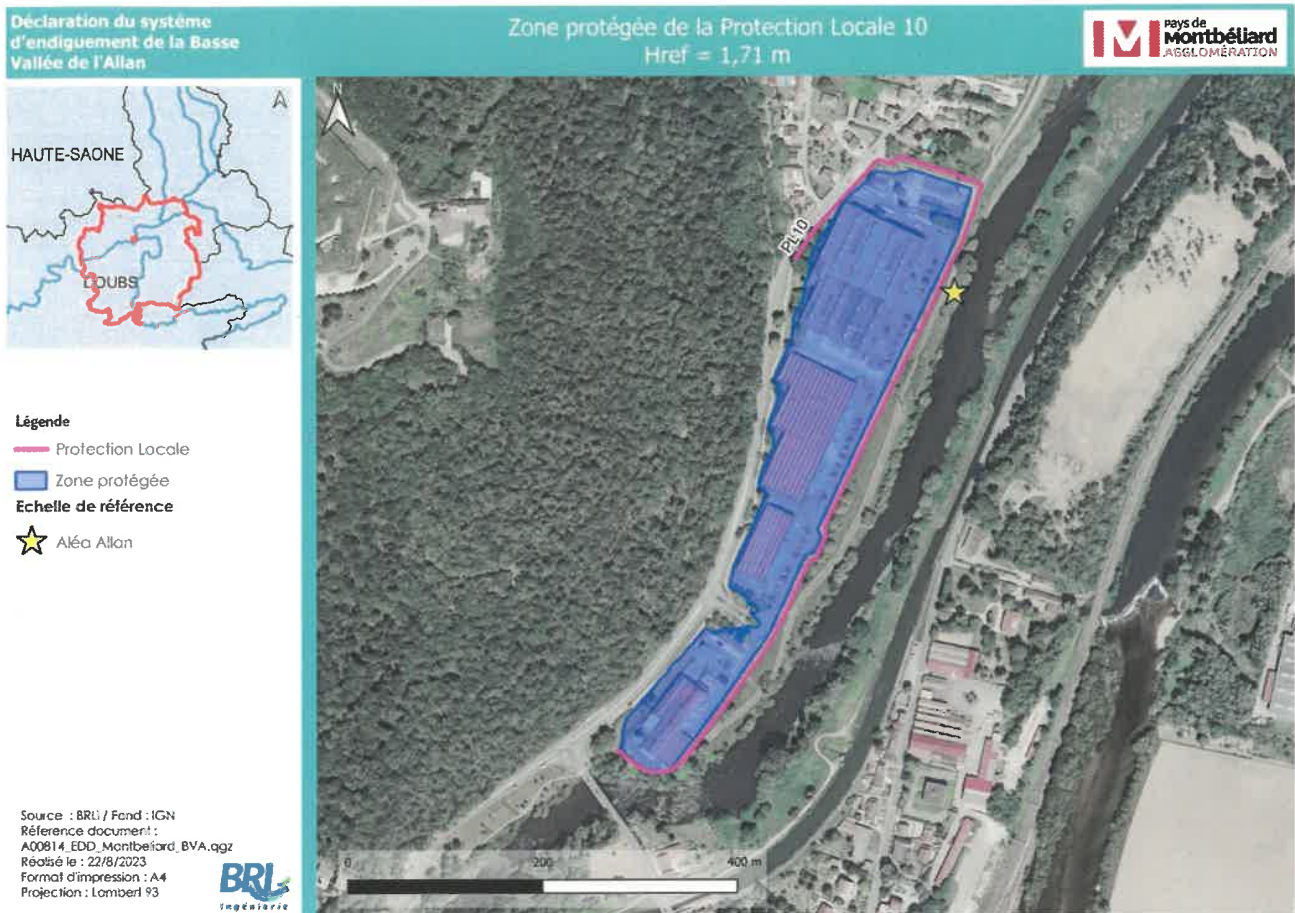 Déclaration du système
d'endiguement de la Basse
Vallée de l'Allan
Zone protégée de la Protection Locale 10
Href = 1,71 m
pays de
Montbéliard
AGGLOMÉRATION
HAUTE-SAONE
DOUBS
N
PL10
Légende
Protection Locale
Zone protégée
Echelle de référence
Aléa Allan
Source : BRLi / Fond : IGN
Réference document :
A00814_EDD_Montbeliard_BVA.qgz
Réalisé le : 22/8/2023
Format d'impression : A4
Projection : Lambert 93
BRL
Ingénierie
0 200 400 m